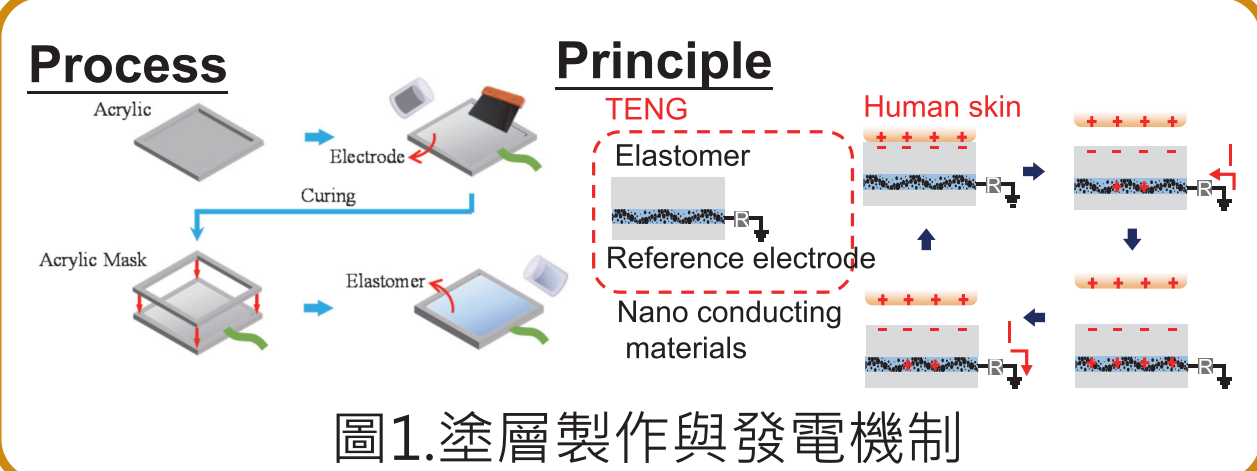 Process
Acrylic
Electrode
Curing
Acrylic Mask
Elastomer
Principle
TENG
Elastomer
R
Reference electrode
Nano conducting
materials
Human skin
+ + + +
- - - -
R
+ + + +
- - - -
+ +
R
I
+ + + +
- - - -
+ +
R
I
+ + + +
- - - -
+ + + +
R
圖1.塗層製作與發電機制